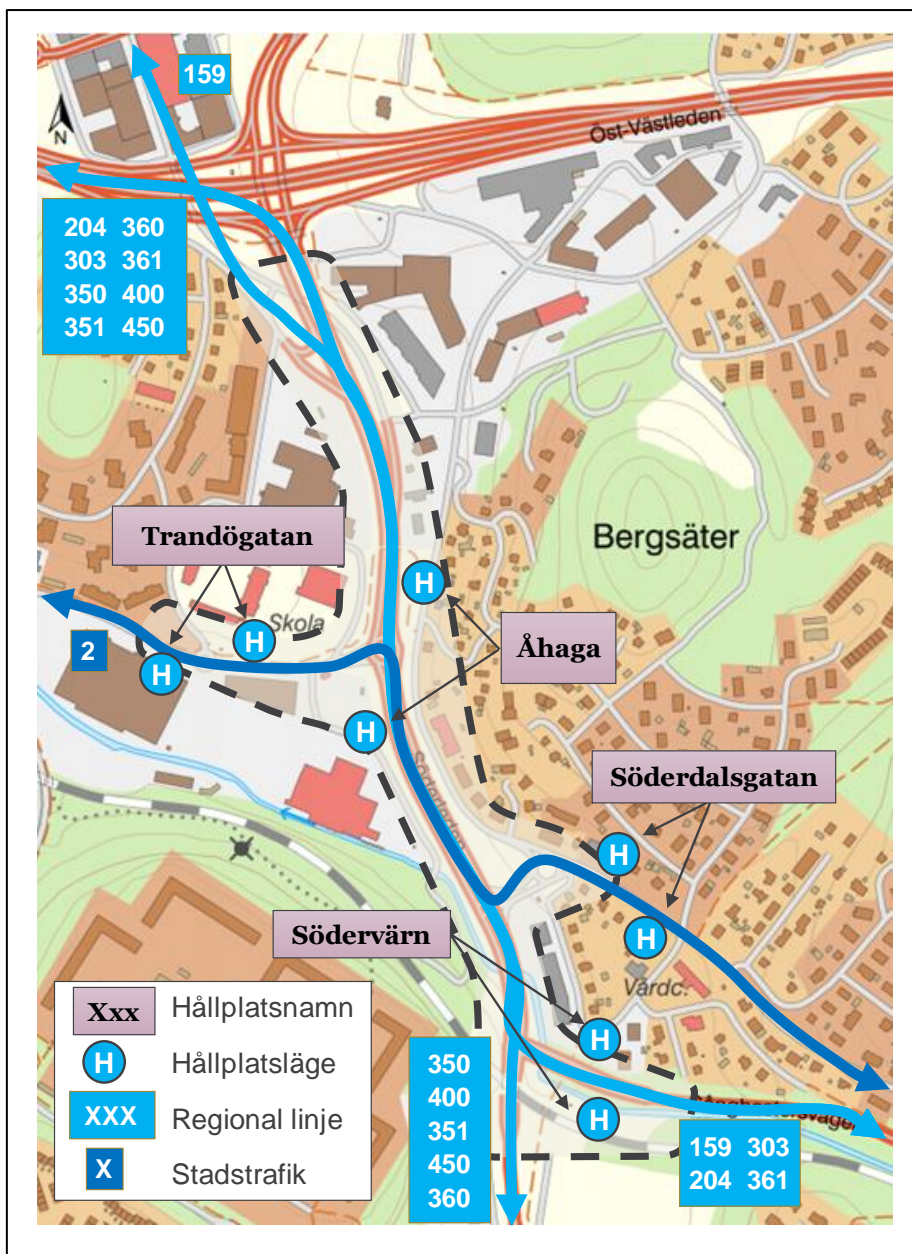 159
N
Öst-Västleden
204 360
303 361
350 400
351 450
Trandögatan
Bergsäter
H
Skola
H
Åhaga
2
H
H
Söderleden
Söderdalsgatan
H
H
Södervärn
Vårdc.
H
H
Xxx Hållplatsnamn
H Hållplatsläge
XXX Regional linje
X Stadstrafik
350
400
351
450
360
159 303
204 361